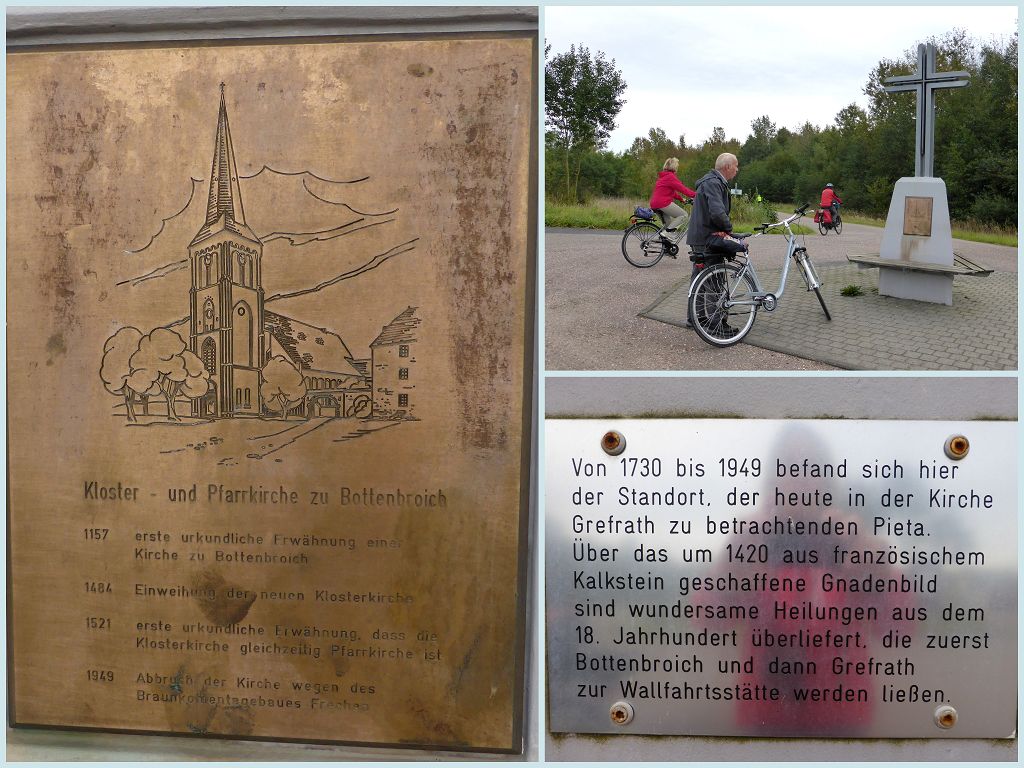 Kloster - und Pfarrkirche zu Bottenbroich
1157 erste urkundliche Erwähnung einer
Kirche zu Bottenbroich
1484 Einweihung der neuen Klosterkirche
1521 erste urkundliche Erwähnung, dass die
Klosterkirche gleichzeitig Pfarrkirche ist
1949 Abbruch der Kirche wegen des
Braunkohlentagebaues Frechen
Von 1730 bis 1949 befand sich hier
der Standort, der heute in der Kirche
Grefrath zu betrachtenden Pieta.
Über das um 1420 aus französischem
Kalkstein geschaffene Gnadenbild
sind wundersame Heilungen aus dem
18. Jahrhundert überliefert, die zuerst
Bottenbroich und dann Grefrath
zur Wallfahrtsstätte werden ließen.